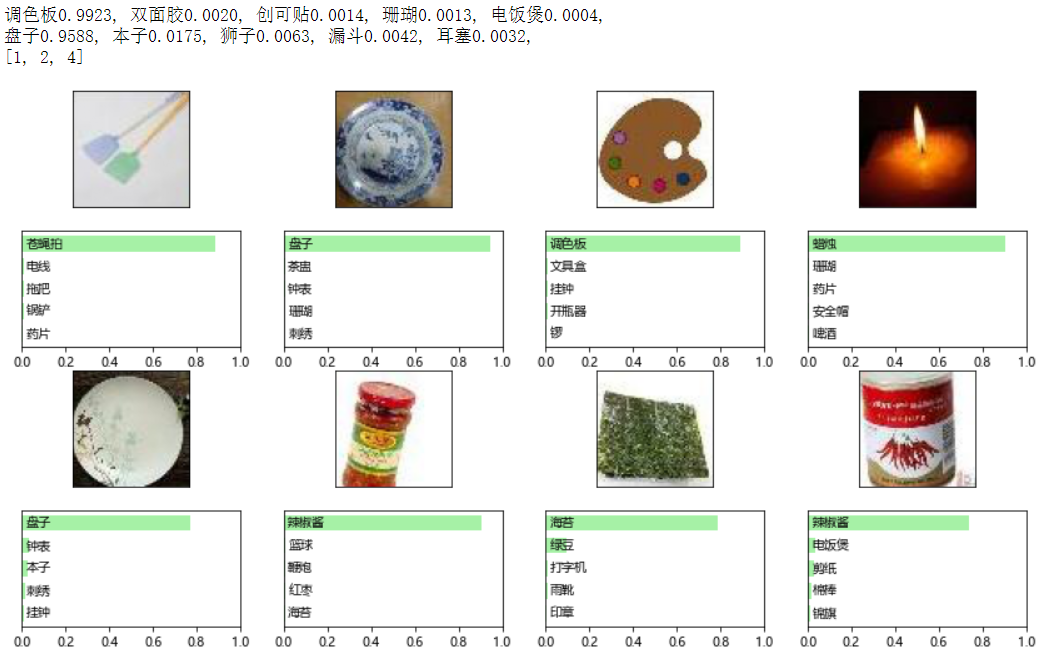 调色板0.9923, 双面胶0.0020, 创可贴0.0014, 珊瑚0.0013, 电饭煲0.0004,
盘子0.9588, 本子0.0175, 狮子0.0063, 漏斗0.0042, 耳塞0.0032,
[1, 2, 4]
苍蝇拍
电线
拖把
锅铲
药片
0.0 0.2 0.4 0.6 0.8 1.0
盘子
茶盅
钟表
珊瑚
刺绣
0.0 0.2 0.4 0.6 0.8 1.0
调色板
文具盒
挂钟
开瓶器
锣
0.0 0.2 0.4 0.6 0.8 1.0
蜡烛
珊瑚
药片
安全帽
啤酒
0.0 0.2 0.4 0.6 0.8 1.0
盘子
钟表
本子
刺绣
挂钟
0.0 0.2 0.4 0.6 0.8 1.0
辣椒酱
篮球
鞭炮
红枣
海苔
0.0 0.2 0.4 0.6 0.8 1.0
海苔
绿豆
打字机
雨靴
印章
0.0 0.2 0.4 0.6 0.8 1.0
辣椒酱
电饭煲
剪纸
棉棒
锦旗
0.0 0.2 0.4 0.6 0.8 1.0